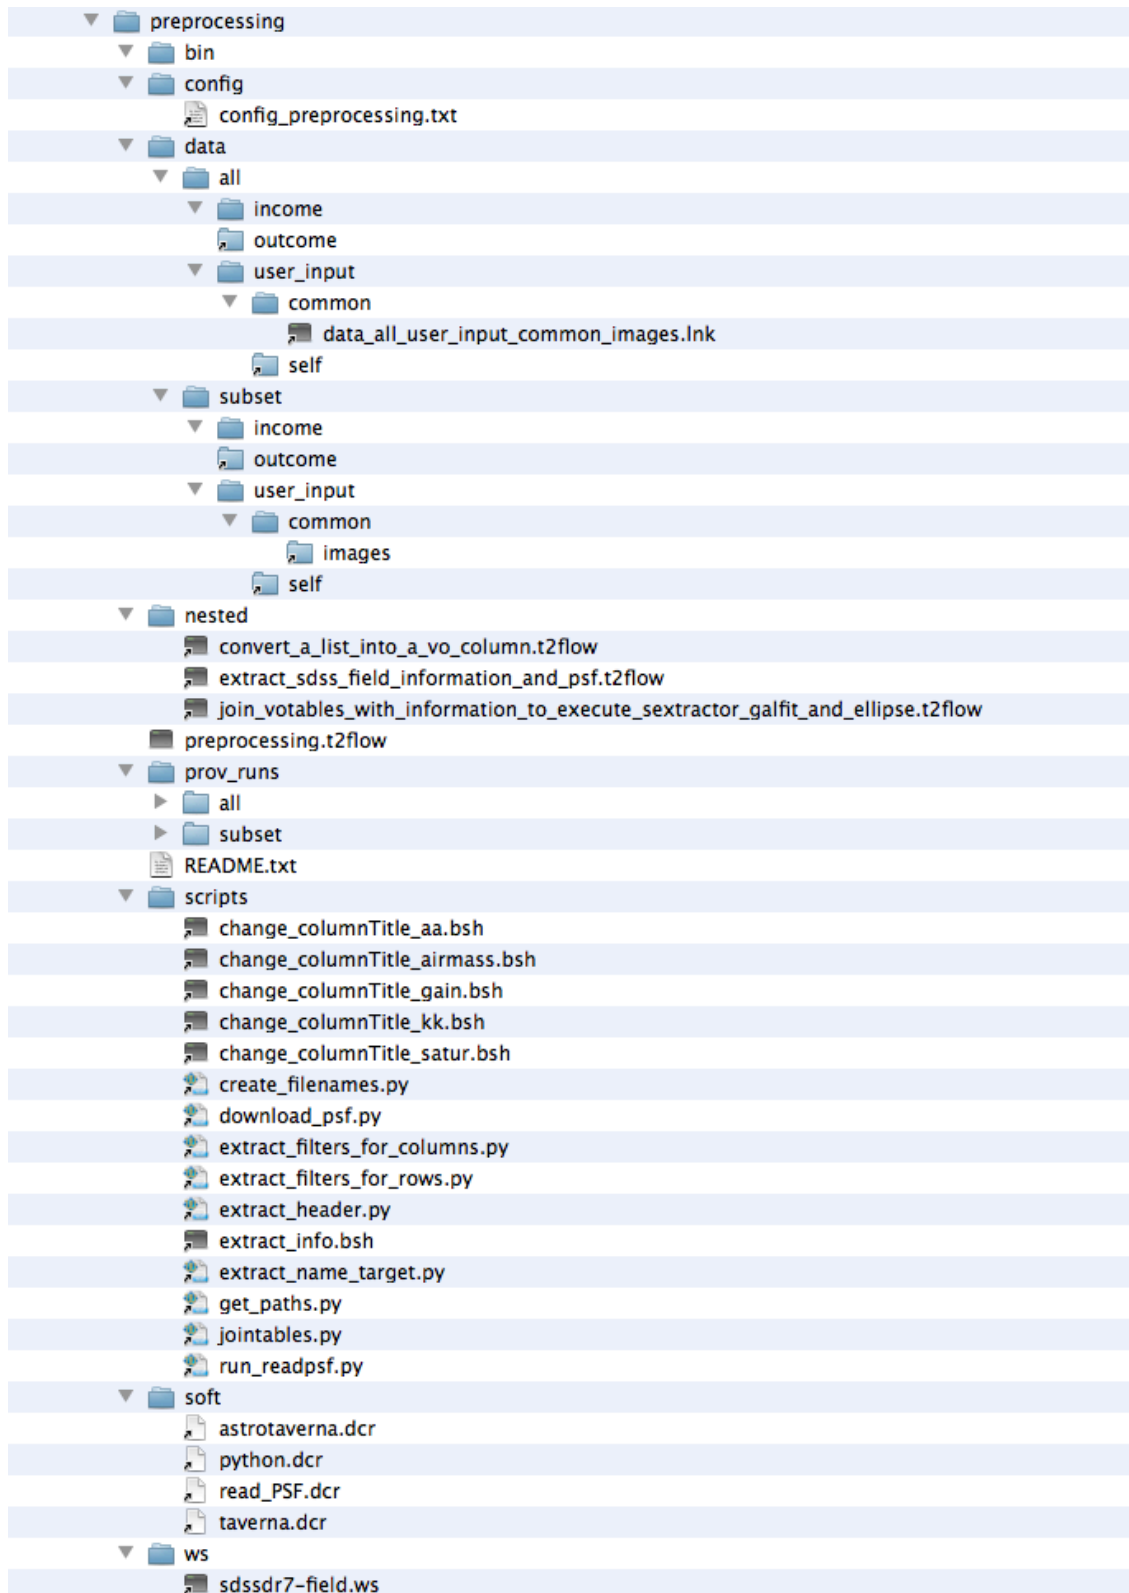 preprocessing
bin
config
config_preprocessing.txt
data
all
income
outcome
user_input
common
data_all_user_input_common_images.lnk
self
subset
income
outcome
user_input
common
images
self
nested
convert_a_list_into_a_vo_column.t2flow
extract_sdss_field_information_and_psf.t2flow
join_votables_with_information_to_execute_sextractor_galfit_and_ellipse.t2flow
preprocessing.t2flow
prov_runs
all
subset
README.txt
scripts
change_columnTitle_aa.bsh
change_columnTitle_airmass.bsh
change_columnTitle_gain.bsh
change_columnTitle_kk.bsh
change_columnTitle_satur.bsh
create_filenames.py
download_psf.py
extract_filters_for_columns.py
extract_filters_for_rows.py
extract_header.py
extract_info.bsh
extract_name_target.py
get_paths.py
jointables.py
run_readpsf.py
soft
astrotaverna.dcr
python.dcr
read_PSF.dcr
taverna.dcr
ws
sdssdr7-field.ws